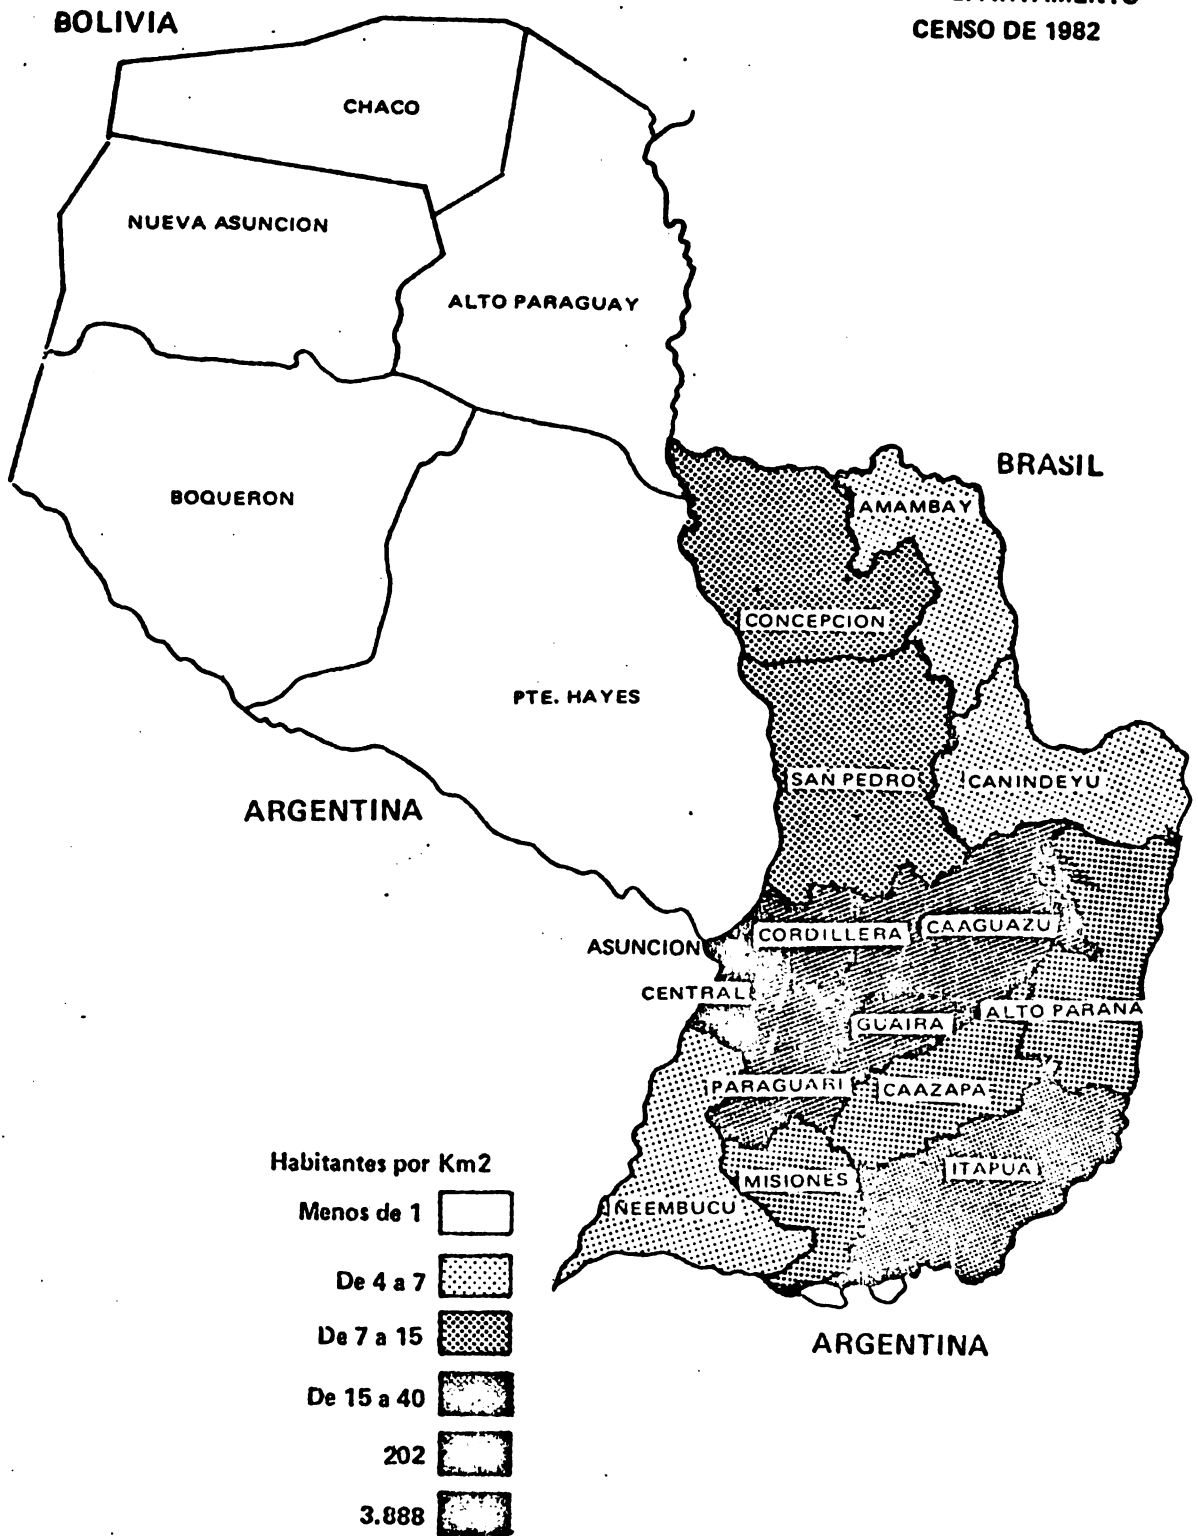 CENSO DE 1982
BOLIVIA
CHACO
NUEVA ASUNCION
ALTO PARAGUAY
BRASIL
BOQUERON
AMAMBAY
CONCEPCION
PTE. HAYES
SAN PEDRO
CANINDEYU
ARGENTINA
CORDILLERA
CAAGUAZU
ASUNCION
CENTRAL
GUAIRA
ALTO PARANA
PARAGUARI
CAAZAPA
ITAPUA
MISIONES
ÑEEMBUCU
Habitantes por Km2
Menos de 1
De 4 a 7
De 7 a 15
De 15 a 40
202
3.888
ARGENTINA